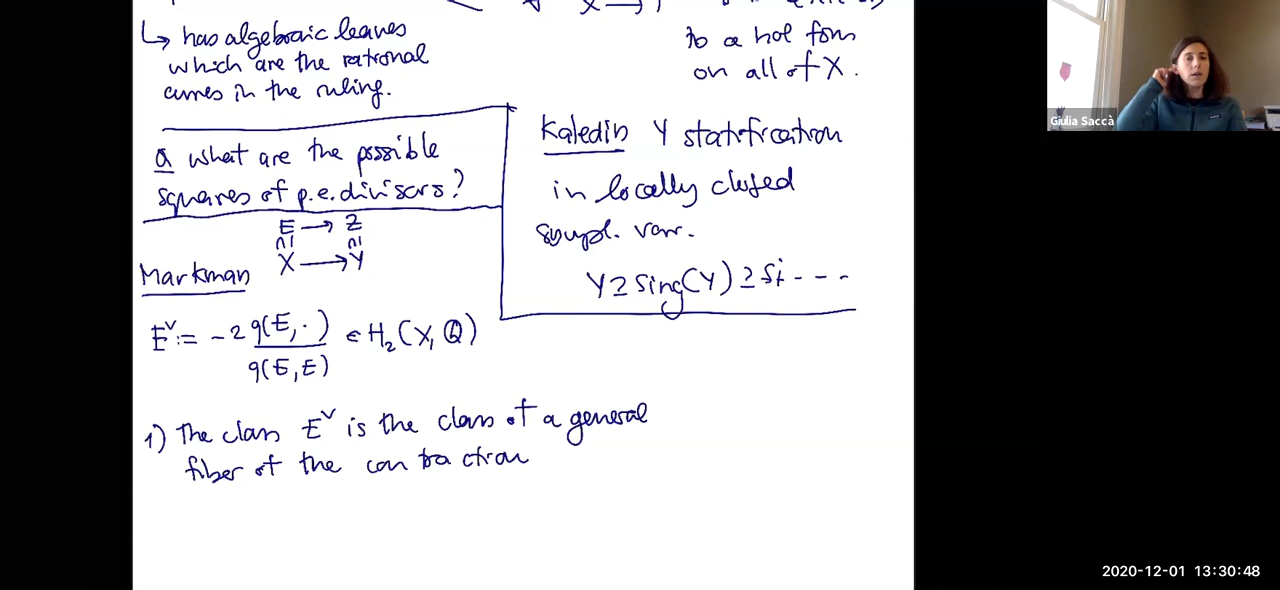 ↳ has algebraic leaves
which are the rational
curves in the ruling.
to a hol form
on all of X.
Q what are the possible
squares of p.e. divisors?
E → Z
⊆ ⊆
X → Y
Markman
E^∨ := -2 q(E, ·) / q(E,E) ∈ H₂(X, ℚ)
1) The class E^∨ is the class of a general
fiber of the contraction
Kaledin Y stratification
in locally closed
sympl. var.
Y ⊇ Sing(Y) ⊇ Si - - -
Giulia Saccà
2020-12-01 13:30:48